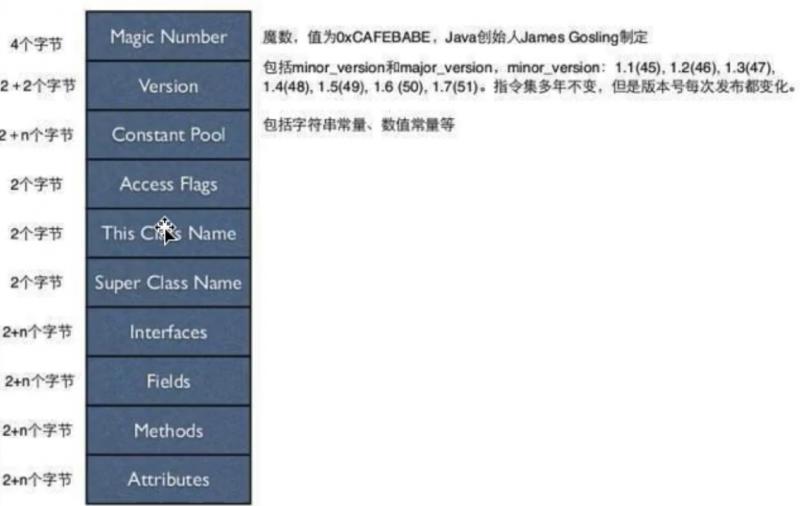 4个字节
Magic Number
魔数，值为0xCAFEBABE，Java创始人James Gosling制定
2+2个字节
Version
包括minor_version和major_version，minor_version：1.1(45), 1.2(46), 1.3(47),
1.4(48), 1.5(49), 1.6 (50), 1.7(51)。指令集多年不变，但是版本号每次发布都变化。
2+n个字节
Constant Pool
包括字符串常量、数值常量等
2个字节
Access Flags
2个字节
This Class Name
2个字节
Super Class Name
2+n个字节
Interfaces
2+n个字节
Fields
2+n个字节
Methods
2+n个字节
Attributes